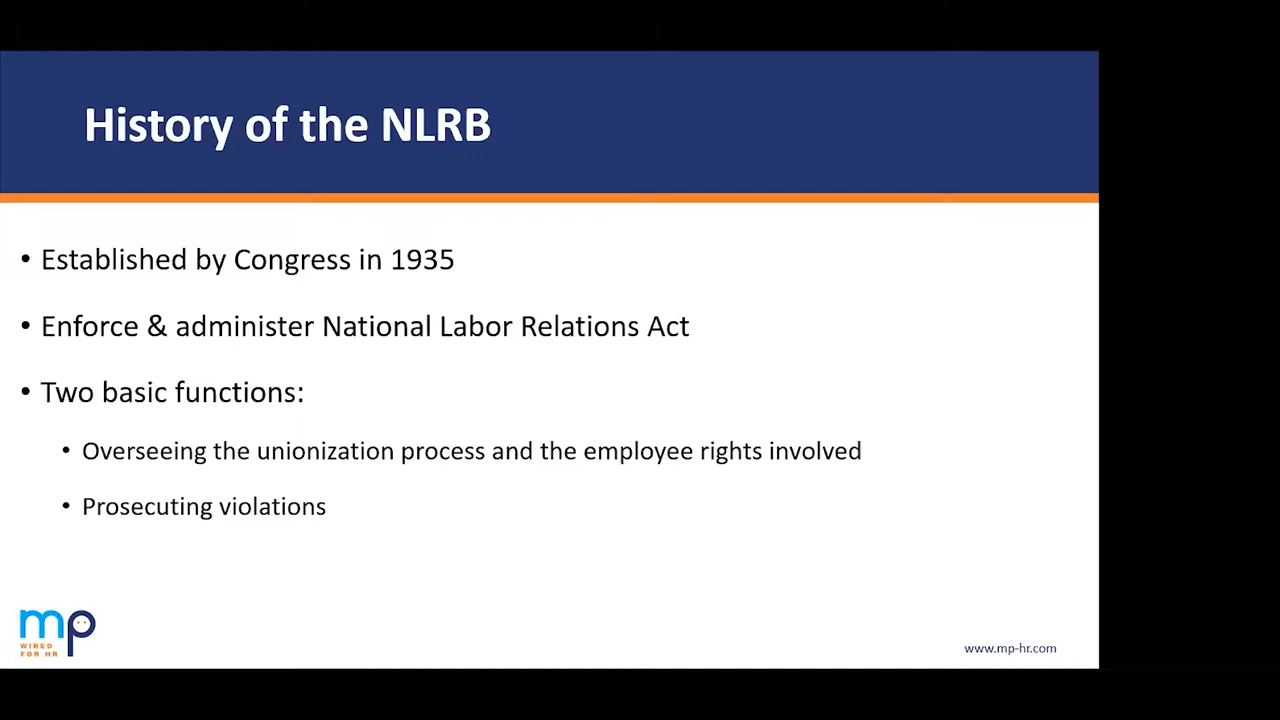 History of the NLRB
• Established by Congress in 1935
• Enforce & administer National Labor Relations Act
• Two basic functions:
• Overseeing the unionization process and the employee rights involved
• Prosecuting violations
mp
WIRED
FOR HR
www.mp-hr.com